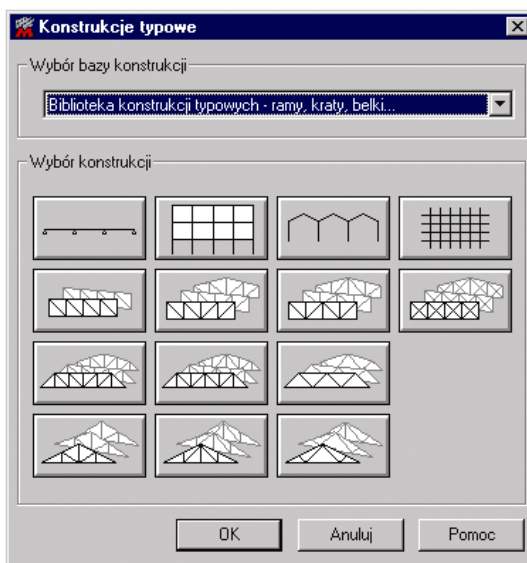 Konstrukcje typowe
Wybór bazy konstrukcji
Biblioteka konstrukcji typowych - ramy, kraty, belki...
Wybór konstrukcji
OK
Anuluj
Pomoc